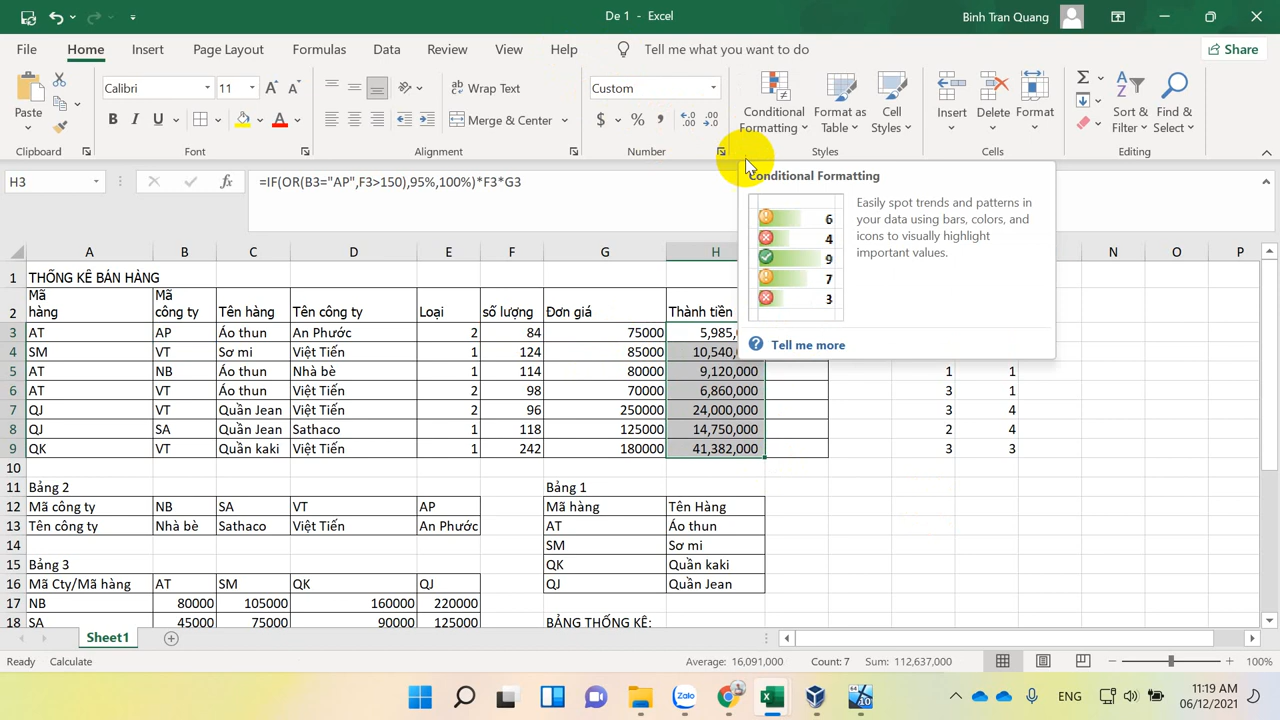 De 1 - Excel
Binh Tran Quang
File Home Insert Page Layout Formulas Data Review View Help Tell me what you want to do Share
Paste
Calibri 11
B I U A
ab Wrap Text
Merge & Center
Custom
$ % ,
Conditional Formatting
Format as Table
Cell Styles
Insert
Delete
Format
Sort & Filter
Find & Select
Clipboard Font Alignment Number Styles Cells Editing
H3 fx =IF(OR(B3="AP",F3>150),95%,100%)*F3*G3
Conditional Formatting
Easily spot trends and patterns in
your data using bars, colors, and
icons to visually highlight
important values.
6
4
9
7
3
Tell me more
A B C D E F G H N O P
1 THỐNG KÊ BÁN HÀNG
2 Mã hàng Mã công ty Tên hàng Tên công ty Loại số lượng Đơn giá Thành tiền
3 AT AP Áo thun An Phước 2 84 75000 5,985,
4 SM VT Sơ mi Việt Tiến 1 124 85000 10,540,
5 AT NB Áo thun Nhà bè 1 114 80000 9,120,000 1 1
6 AT VT Áo thun Việt Tiến 2 98 70000 6,860,000 3 1
7 QJ VT Quần Jean Việt Tiến 2 96 250000 24,000,000 3 4
8 QJ SA Quần Jean Sathaco 1 118 125000 14,750,000 2 4
9 QK VT Quần kaki Việt Tiến 1 242 180000 41,382,000 3 3
10
11 Bảng 2 Bảng 1
12 Mã công ty NB SA VT AP Mã hàng Tên Hàng
13 Tên công ty Nhà bè Sathaco Việt Tiến An Phước AT Áo thun
14 SM Sơ mi
15 Bảng 3 QK Quần kaki
16 Mã Cty/Mã hàng AT SM QK QJ QJ Quần Jean
17 NB 80000 105000 160000 220000
18 SA 45000 75000 90000 125000 BẢNG THỐNG KÊ:
Sheet1
Ready Calculate Average: 16,091,000 Count: 7 Sum: 112,637,000 100%
Zalo
ENG
11:19 AM
06/12/2021